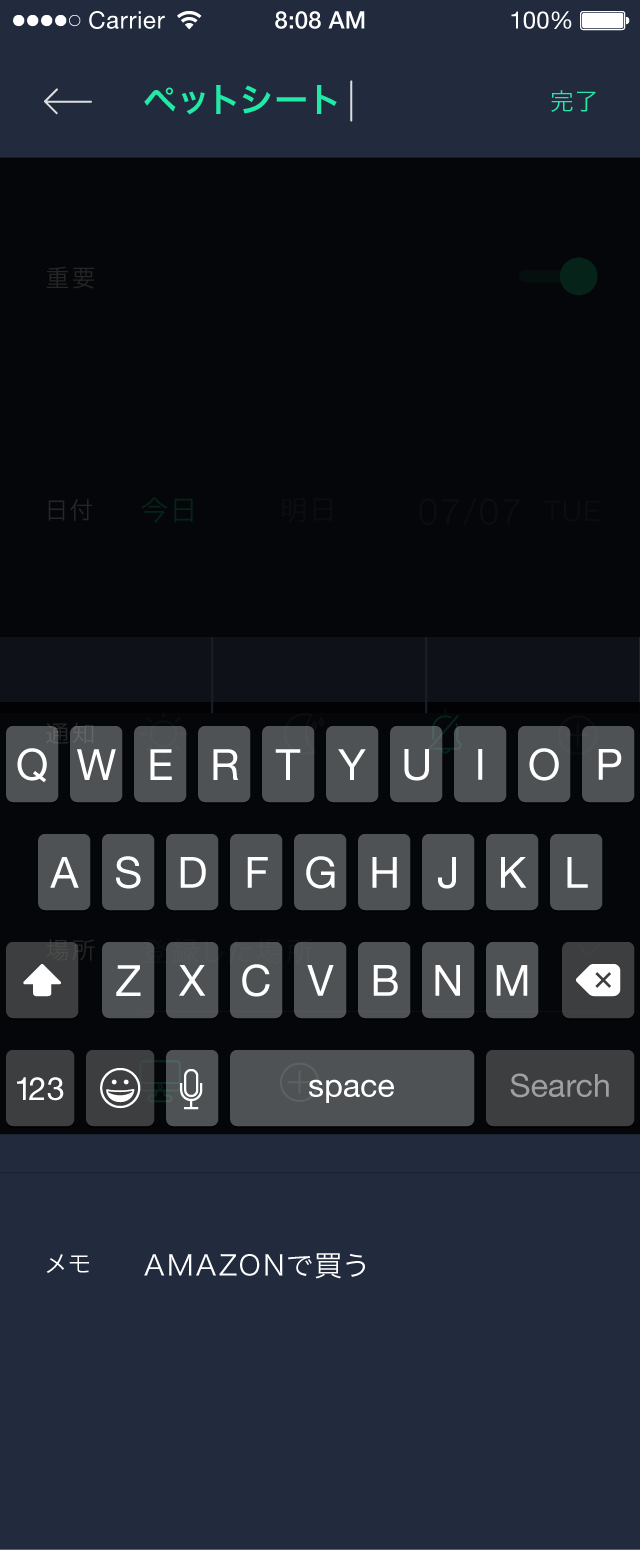 Carrier 8:08 AM 100%
ペットシート 完了
重要
日付 今日 明日 07/07 TUE
通知
Q W E R T Y U I O P
A S D F G H J K L
場所
Z X C V B N M
123 space Search
メモ AMAZONで買う